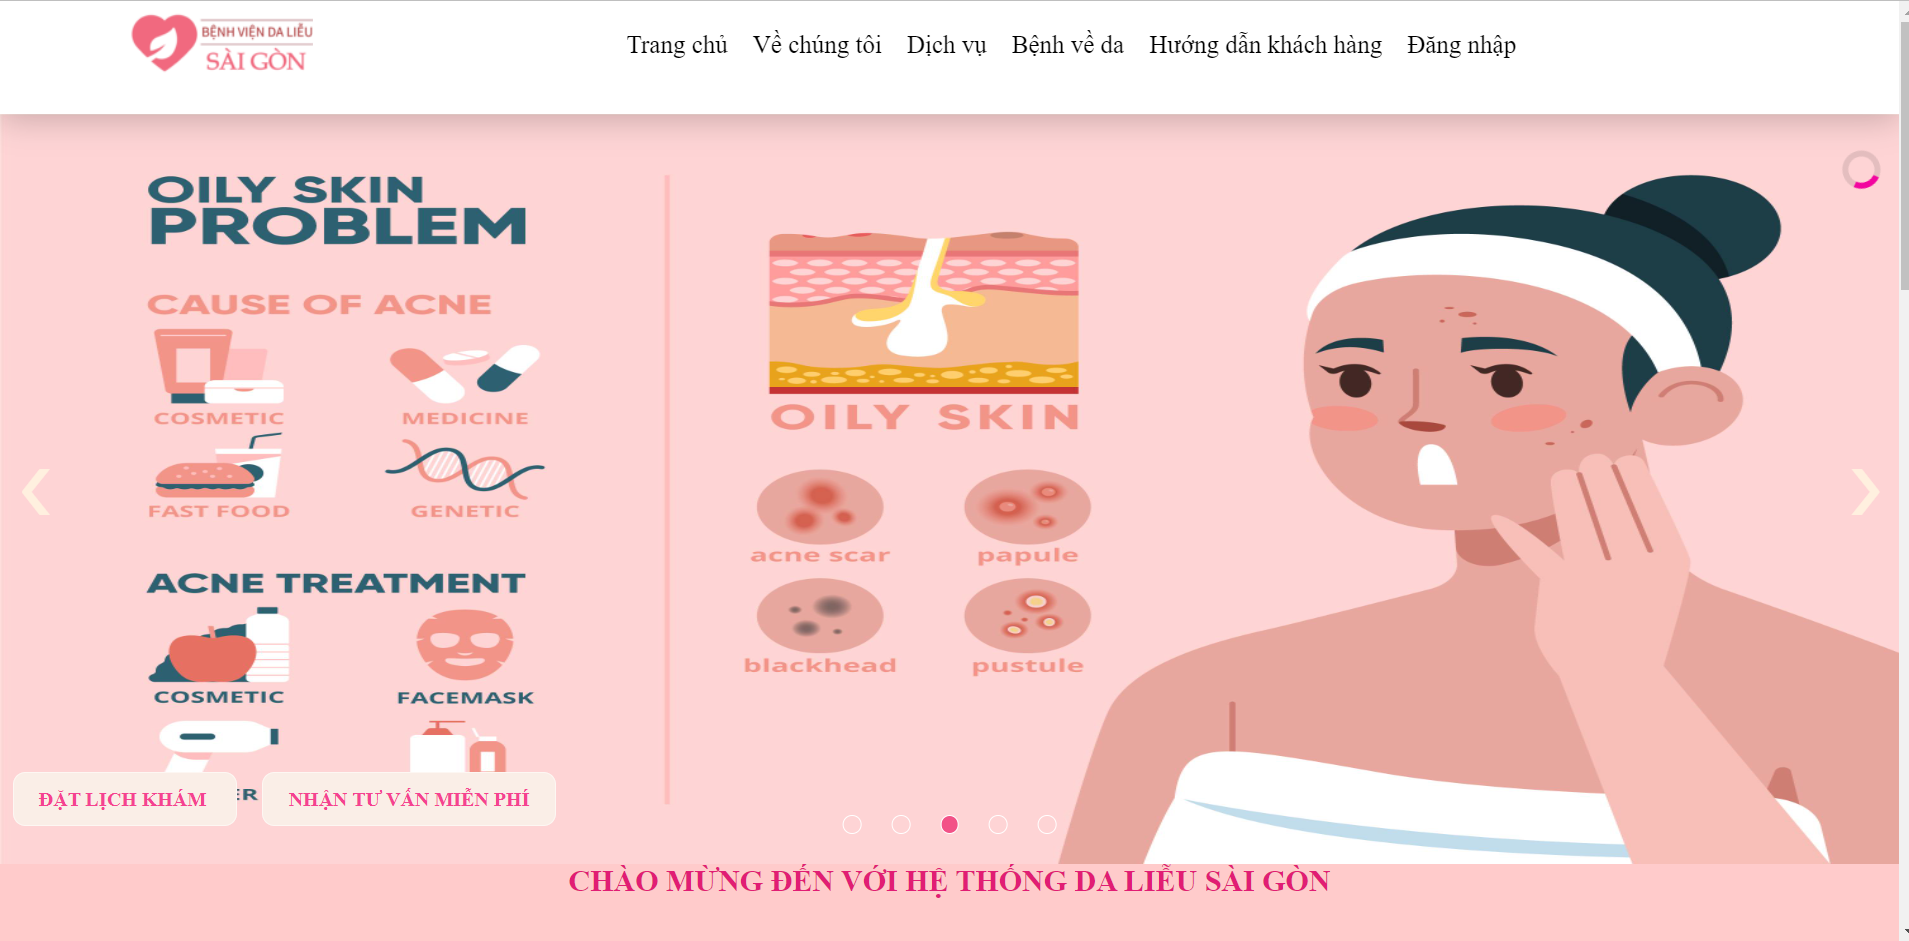 BỆNH VIỆN DA LIỄU
SÀI GÒN
Trang chủ Về chúng tôi Dịch vụ Bệnh về da Hướng dẫn khách hàng Đăng nhập
OILY SKIN
PROBLEM
CAUSE OF ACNE
COSMETIC MEDICINE
FAST FOOD GENETIC
ACNE TREATMENT
COSMETIC FACEMASK
ER
OILY SKIN
acne scar papule
blackhead pustule
ĐẶT LỊCH KHÁM NHẬN TƯ VẤN MIỄN PHÍ
CHÀO MỪNG ĐẾN VỚI HỆ THỐNG DA LIỄU SÀI GÒN